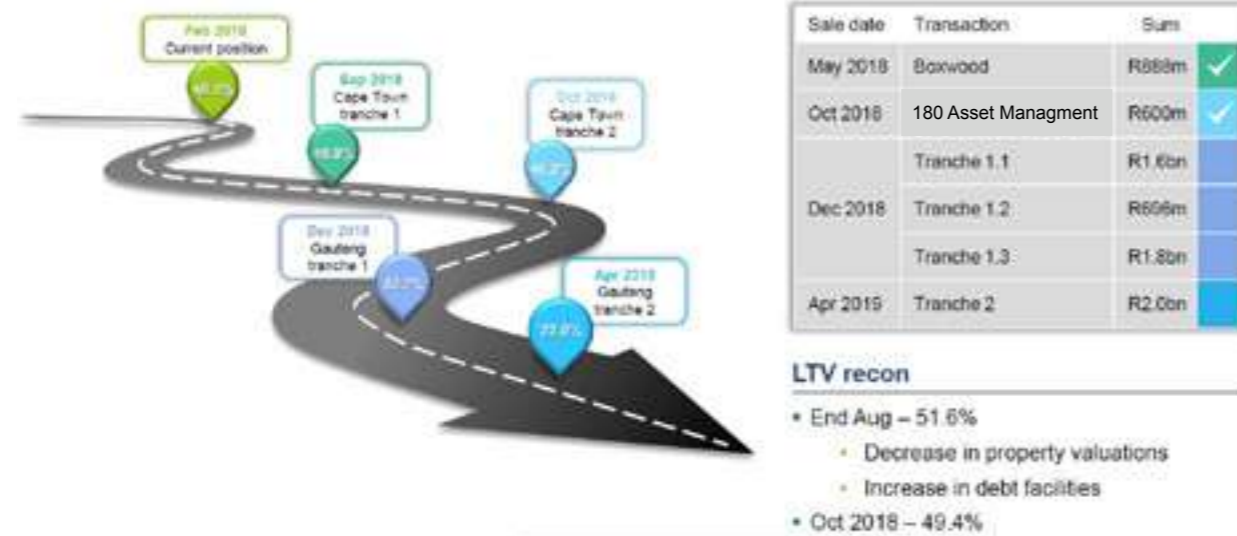 Feb 2018
Current position
Sep 2018
Cape Town
tranche 1
Oct 2018
Cape Town
tranche 2
Dec 2018
Gauteng
tranche 1
Apr 2019
Gauteng
tranche 2
Sale date Transaction Sum
May 2018 Boxwood R888m
Oct 2018 180 Asset Managment R600m
Tranche 1.1 R1.6bn
Dec 2018 Tranche 1.2 R696m
Tranche 1.3 R1.8bn
Apr 2019 Tranche 2 R2.0bn
LTV recon
• End Aug – 51.6%
• Decrease in property valuations
• Increase in debt facilities
• Oct 2018 – 49.4%